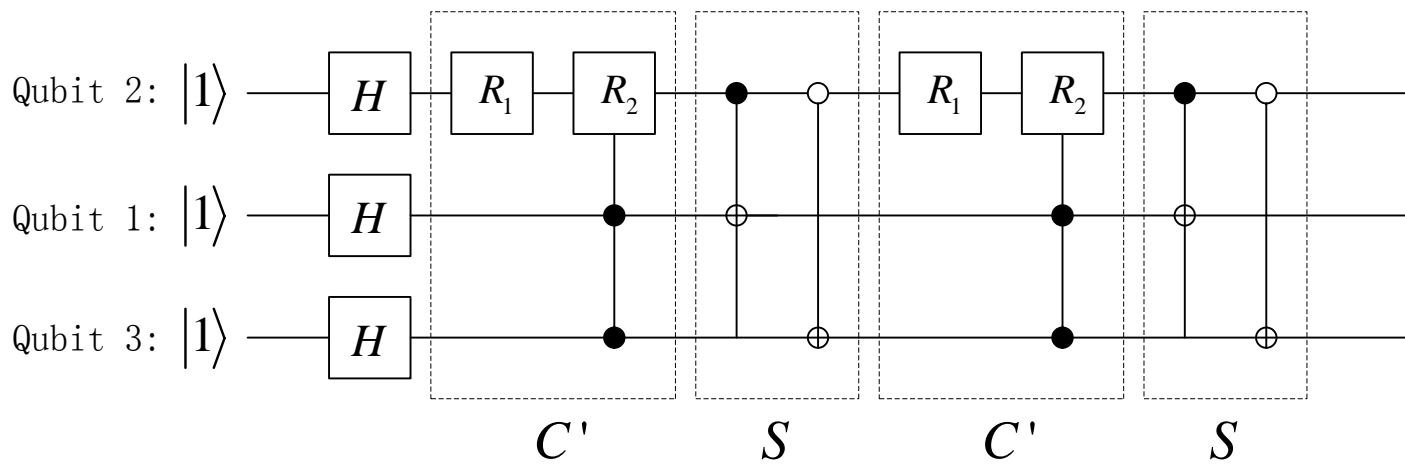 Qubit 2: |1⟩ H R₁ R₂ R₁ R₂
Qubit 1: |1⟩ H
Qubit 3: |1⟩ H
C' S C' S